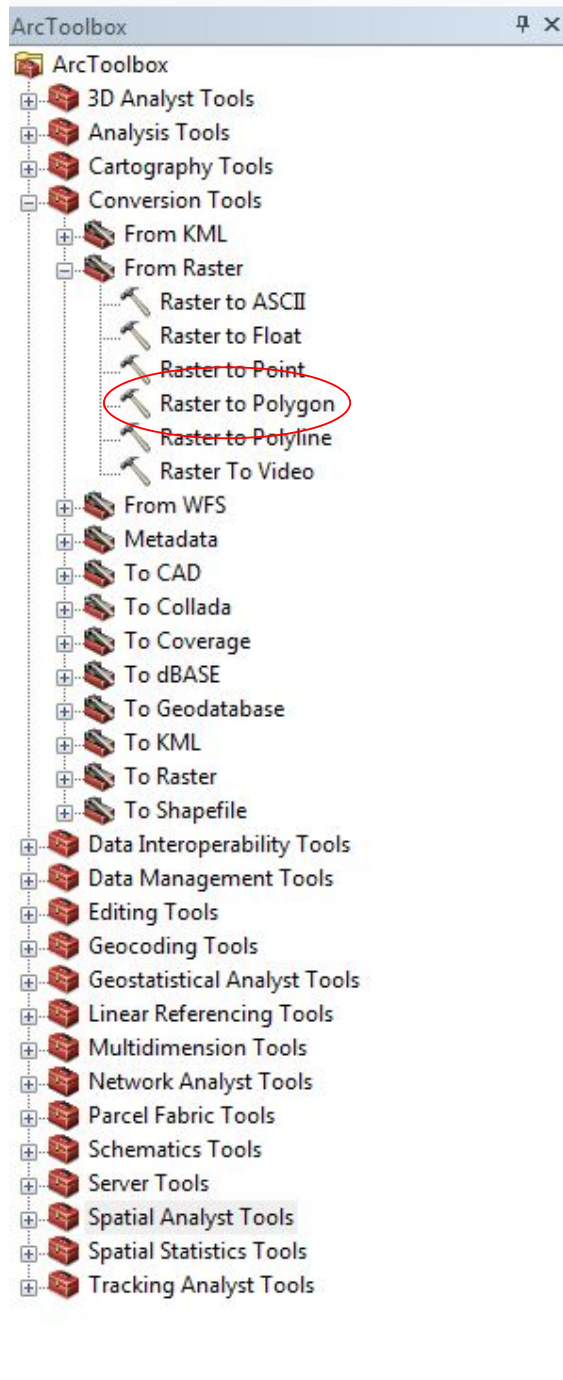 ArcToolbox
ArcToolbox
3D Analyst Tools
Analysis Tools
Cartography Tools
Conversion Tools
From KML
From Raster
Raster to ASCII
Raster to Float
Raster to Point
Raster to Polygon
Raster to Polyline
Raster To Video
From WFS
Metadata
To CAD
To Collada
To Coverage
To dBASE
To Geodatabase
To KML
To Raster
To Shapefile
Data Interoperability Tools
Data Management Tools
Editing Tools
Geocoding Tools
Geostatistical Analyst Tools
Linear Referencing Tools
Multidimension Tools
Network Analyst Tools
Parcel Fabric Tools
Schematics Tools
Server Tools
Spatial Analyst Tools
Spatial Statistics Tools
Tracking Analyst Tools